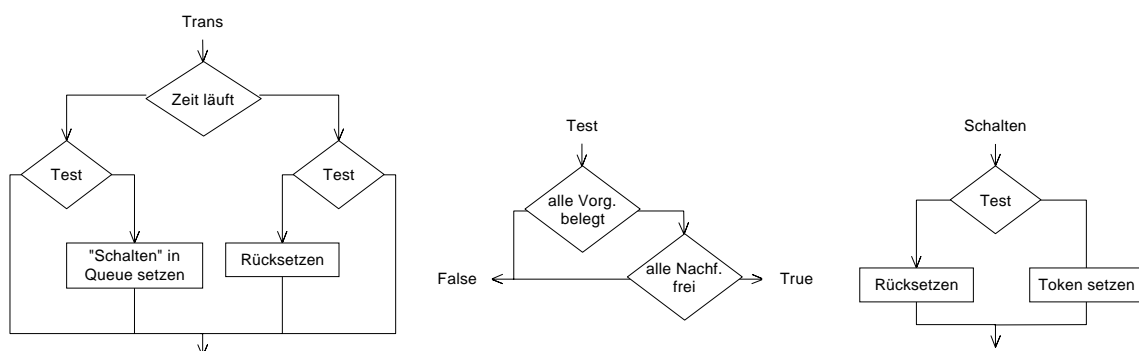 Trans
Zeit läuft
Test
Test
"Schalten" in
Queue setzen
Rücksetzen
Test
alle Vorg.
belegt
alle Nachf.
frei
False
True
Schalten
Test
Rücksetzen
Token setzen